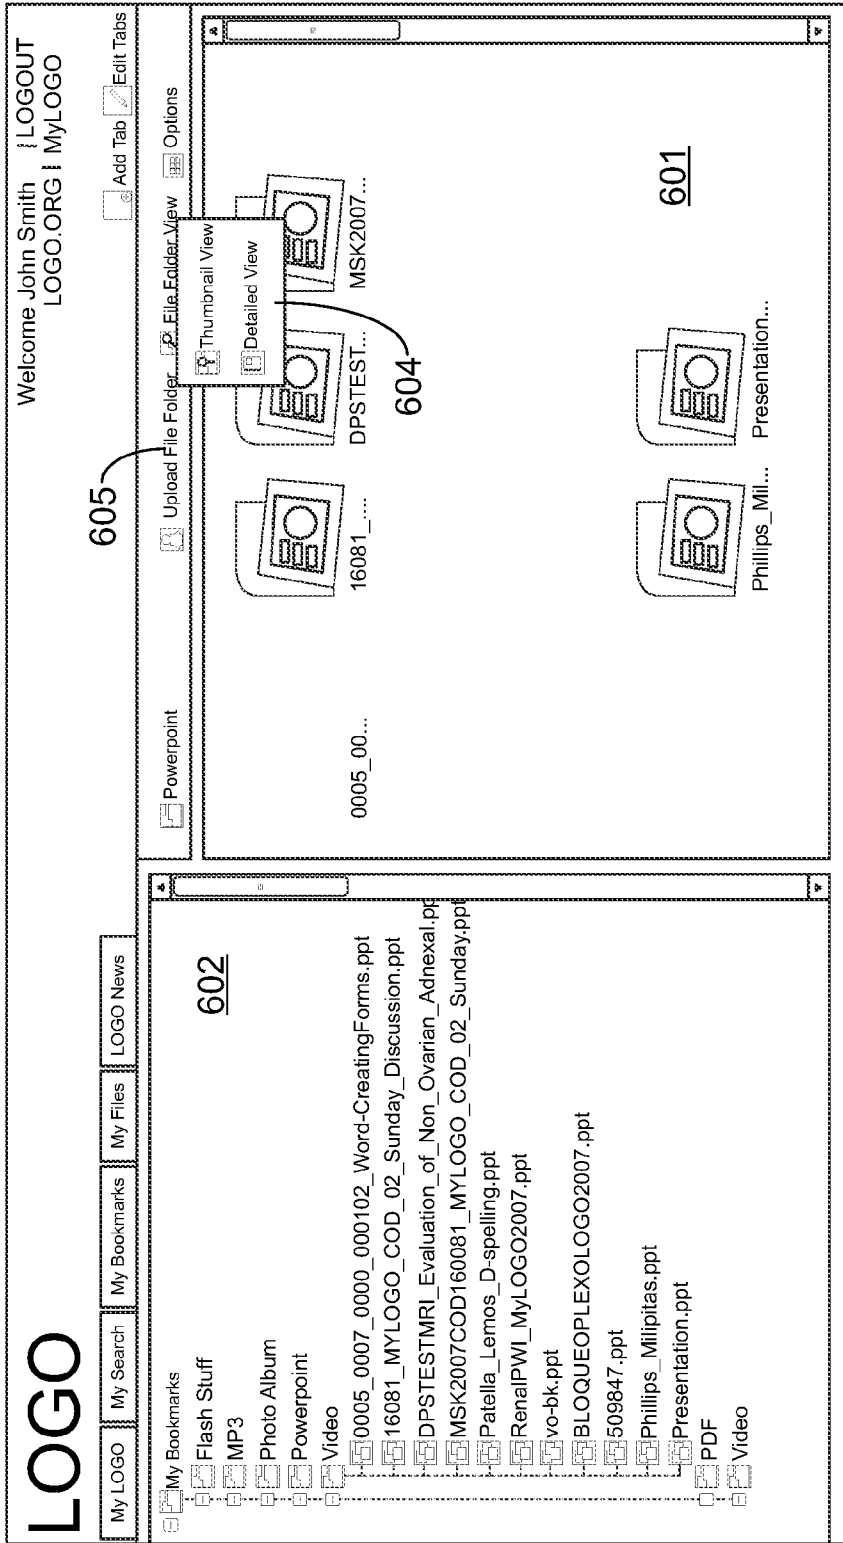 LOGO
Welcome John Smith | LOGOUT
LOGO.ORG | MyLOGO
My LOGO
My Search
My Bookmarks
My Files
LOGO News
Add Tab
Edit Tabs
My Bookmarks
Flash Stuff
MP3
Photo Album
Powerpoint
Video
0005_0007_0000_000102_Word-CreatingForms.ppt
16081_MYLOGO_COD_02_Sunday_Discussion.ppt
DPSTESTMRI_Evaluation_of_Non_Ovarian_Adnexal.pp
MSK2007COD160081_MYLOGO_COD_02_Sunday.ppt
Patella_Lemos_D-spelling.ppt
RenalPWI_MyLOGO2007.ppt
vo-bk.ppt
BLOQUEOPLEXOLOGO2007.ppt
509847.ppt
Phillips_Milipitas.ppt
Presentation.ppt
PDF
Video
602
605
Powerpoint
Upload File Folder
File Folder View
Options
Thumbnail View
Detailed View
604
0005_00...
16081_...
DPSTEST...
MSK2007...
601
Phillips_Mil...
Presentation...